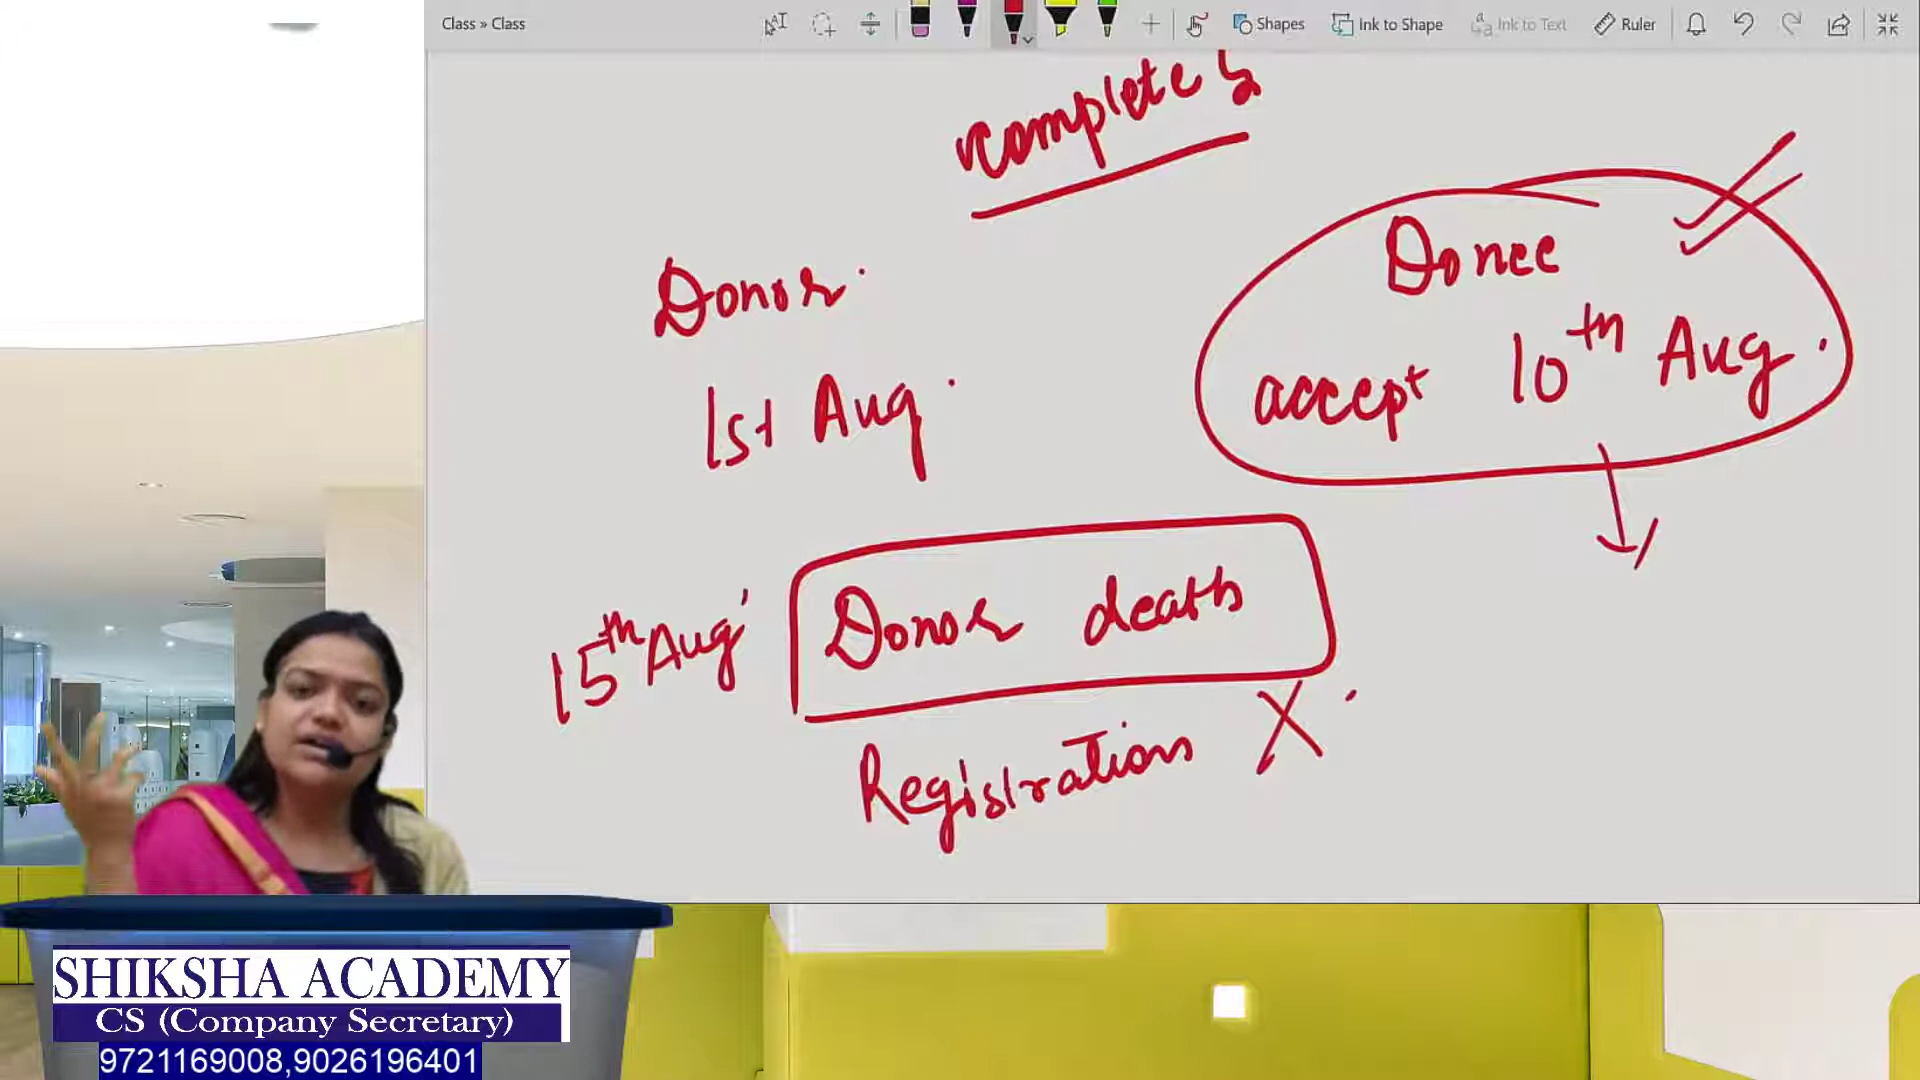 Class » Class
Shapes
Ink to Shape
Ink to Text
Ruler
complete
Donor
Donee
1st Aug
accept 10th Aug.
15th Aug
Donor death
Registration X
SHIKSHA ACADEMY
CS (Company Secretary)
9721169008,9026196401